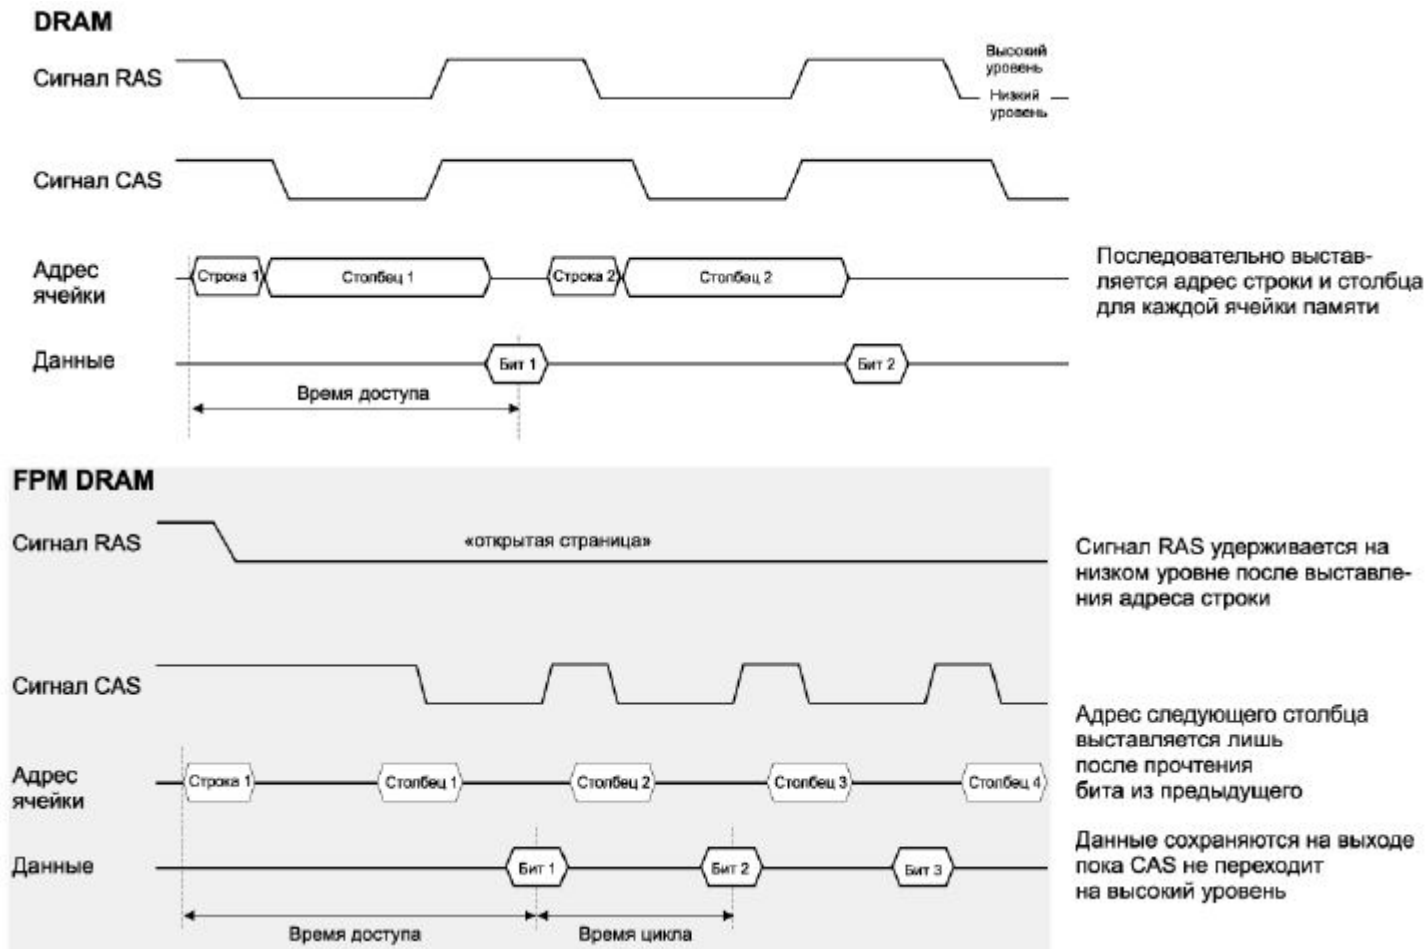 DRAM
Сигнал RAS
Высокий
уровень
Низкий
уровень
Сигнал CAS
Адрес
ячейки
Строка 1
Столбец 1
Строка 2
Столбец 2
Последовательно выстав-
ляется адрес строки и столбца
для каждой ячейки памяти
Данные
Бит 1
Бит 2
Время доступа
FPM DRAM
Сигнал RAS
«открытая страница»
Сигнал RAS удерживается на
низком уровне после выставле-
ния адреса строки
Сигнал CAS
Адрес следующего столбца
выставляется лишь
после прочтения
бита из предыдущего
Адрес
ячейки
Строка 1
Столбец 1
Столбец 2
Столбец 3
Столбец 4
Данные
Бит 1
Бит 2
Бит 3
Данные сохраняются на выходе
пока CAS не переходит
на высокий уровень
Время доступа
Время цикла